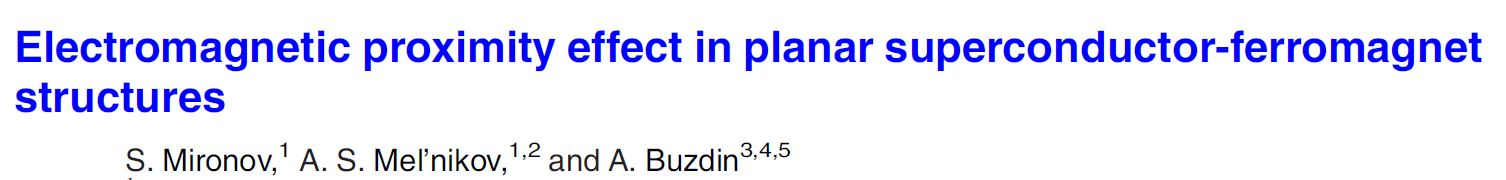 Electromagnetic proximity effect in planar superconductor-ferromagnet
structures
S. Mironov,¹ A. S. Mel’nikov,¹,² and A. Buzdin³,⁴,⁵